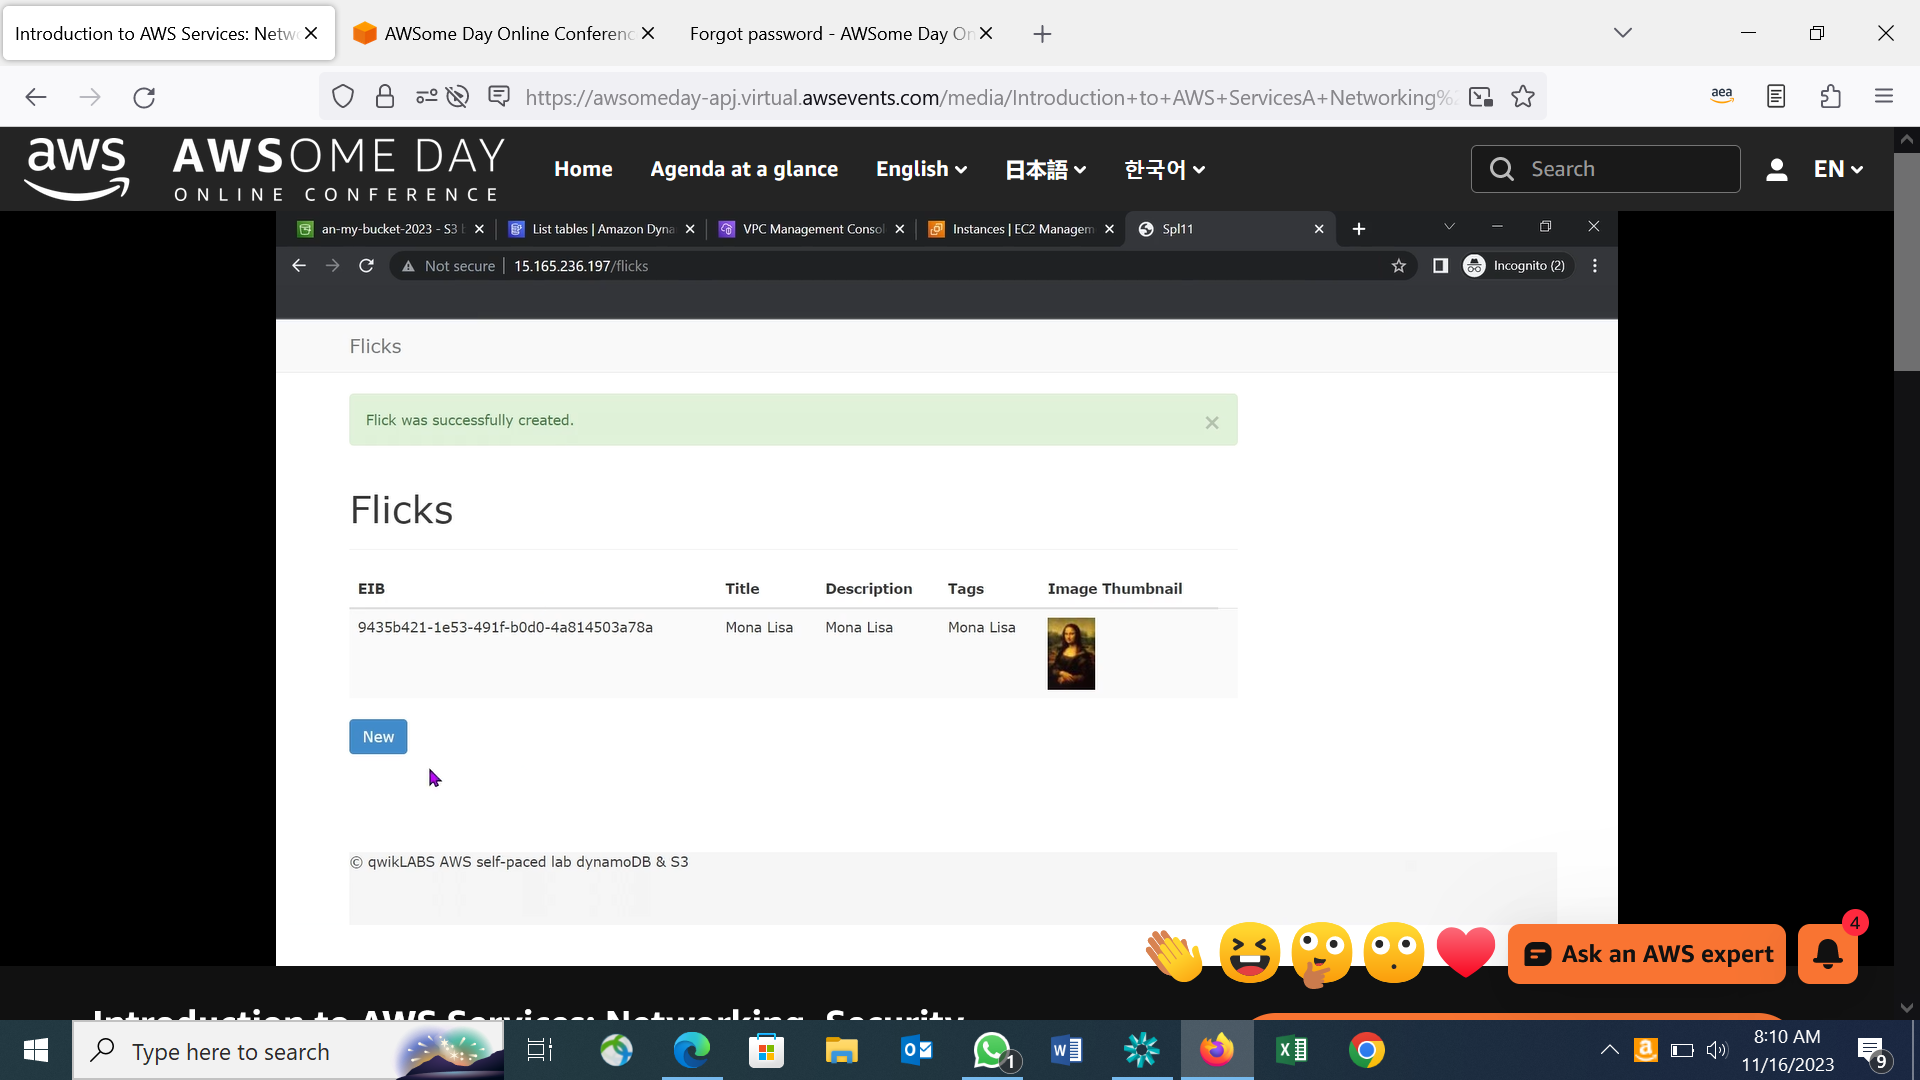 Introduction to AWS Services: Netw
AWSome Day Online Conferenc
Forgot password - AWSome Day On
https://awsomeday-apj.virtual.awsevents.com/media/Introduction+to+AWS+ServicesA+Networking%2
aea
aws
AWSOME DAY
ONLINE CONFERENCE
Home
Agenda at a glance
English
日本語
한국어
Search
EN
an-my-bucket-2023 - S3 b
List tables | Amazon Dyna
VPC Management Consol
Instances | EC2 Managem
Spl11
Not secure
15.165.236.197/flicks
Incognito (2)
Flicks
Flick was successfully created.
Flicks
EIB Title Description Tags Image Thumbnail
9435b421-1e53-491f-b0d0-4a814503a78a Mona Lisa Mona Lisa Mona Lisa
New
© qwikLABS AWS self-paced lab dynamoDB & S3
Ask an AWS expert
4
Introduction to AWS Services: Networking, Security
Type here to search
1
8:10 AM
11/16/2023
9